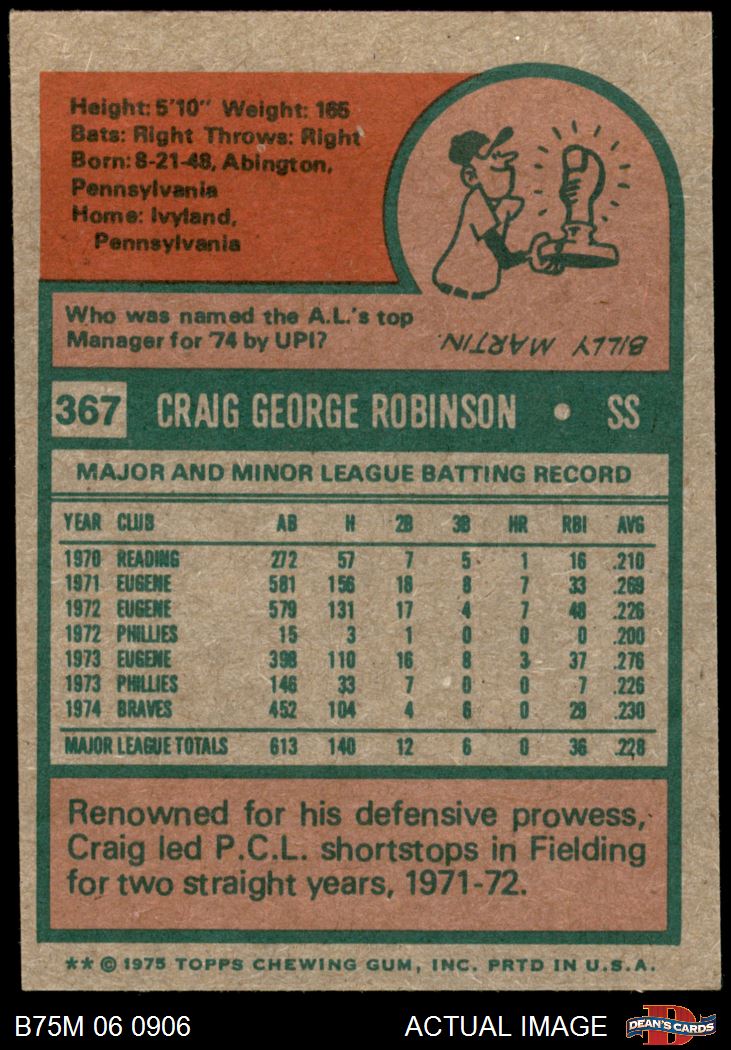 Height: 5'10" Weight: 165
Bats: Right Throws: Right
Born: 8-21-48, Abington,
Pennsylvania
Home: Ivyland,
Pennsylvania
Who was named the A.L.'s top
Manager for 74 by UPI?
BILLY MARTIN.
367 CRAIG GEORGE ROBINSON • SS
MAJOR AND MINOR LEAGUE BATTING RECORD
YEAR CLUB AB H 2B 3B HR RBI AVG
1970 READING 272 57 7 5 1 16 .210
1971 EUGENE 581 156 18 8 7 33 .269
1972 EUGENE 579 131 17 4 7 48 .226
1972 PHILLIES 15 3 1 0 0 0 .200
1973 EUGENE 398 110 16 8 3 37 .276
1973 PHILLIES 146 33 7 0 0 7 .226
1974 BRAVES 452 104 4 6 0 29 .230
MAJOR LEAGUE TOTALS 613 140 12 6 0 36 .228
Renowned for his defensive prowess,
Craig led P.C.L. shortstops in Fielding
for two straight years, 1971-72.
** © 1975 TOPPS CHEWING GUM, INC. PRTD IN U.S.A.
B75M 06 0906 ACTUAL IMAGE D DEAN'S CARDS